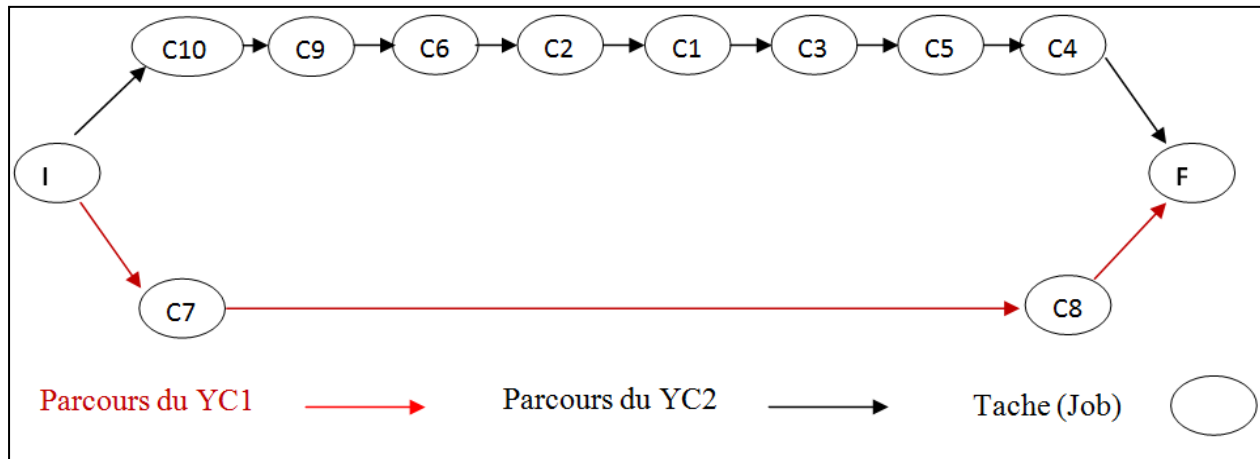 C10 C9 C6 C2 C1 C3 C5 C4
I F
C7 C8
Parcours du YC1 Parcours du YC2 Tache (Job)